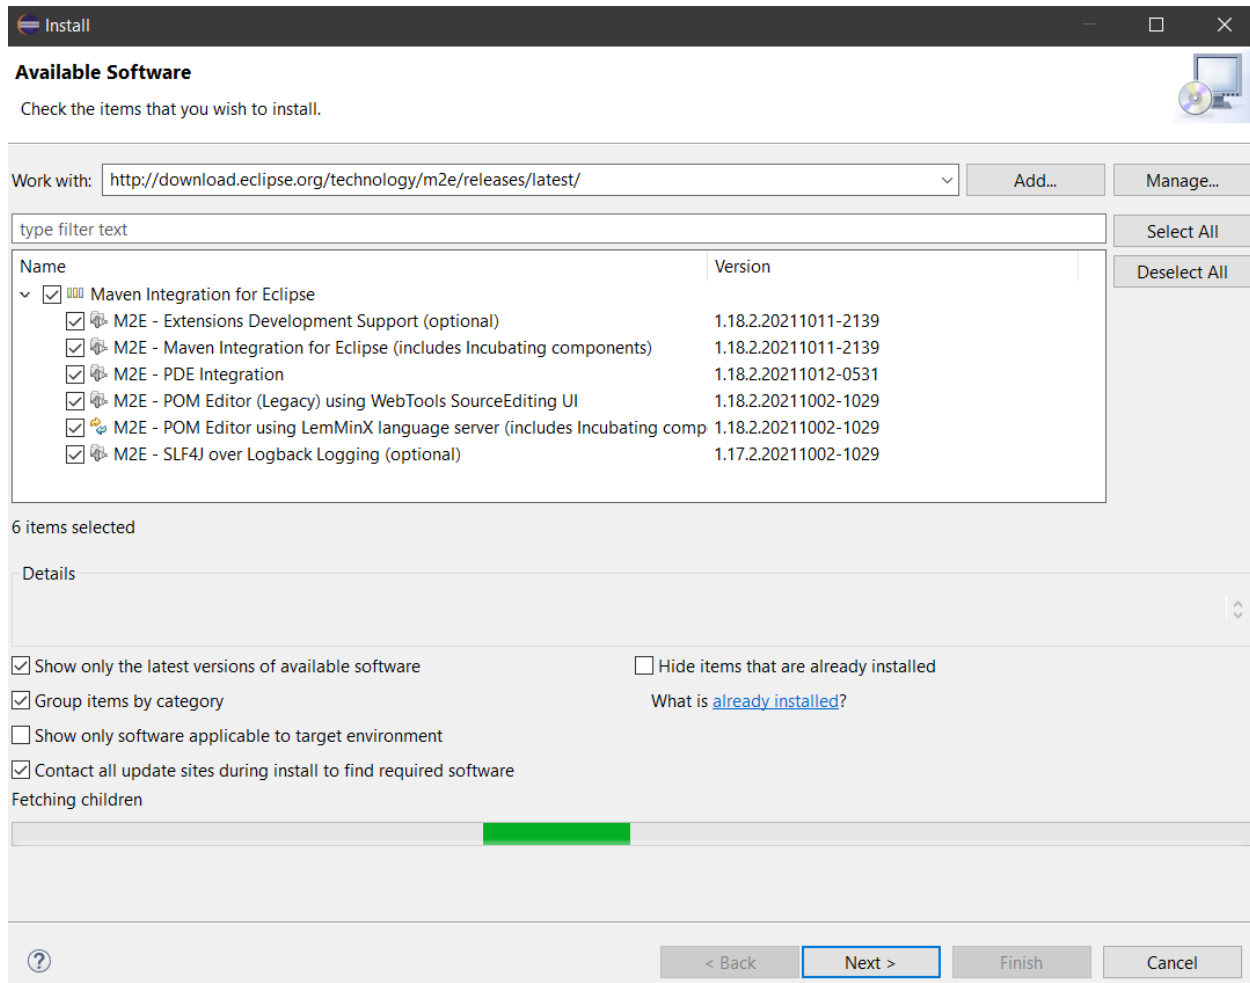 Install
Available Software
Check the items that you wish to install.
Work with: http://download.eclipse.org/technology/m2e/releases/latest/ Add... Manage...
type filter text Select All
Name Version Deselect All
Maven Integration for Eclipse
M2E - Extensions Development Support (optional) 1.18.2.20211011-2139
M2E - Maven Integration for Eclipse (includes Incubating components) 1.18.2.20211011-2139
M2E - PDE Integration 1.18.2.20211012-0531
M2E - POM Editor (Legacy) using WebTools SourceEditing UI 1.18.2.20211002-1029
M2E - POM Editor using LemMinX language server (includes Incubating comp 1.18.2.20211002-1029
M2E - SLF4J over Logback Logging (optional) 1.17.2.20211002-1029
6 items selected
Details
Show only the latest versions of available software Hide items that are already installed
Group items by category What is already installed?
Show only software applicable to target environment
Contact all update sites during install to find required software
Fetching children
? < Back Next > Finish Cancel